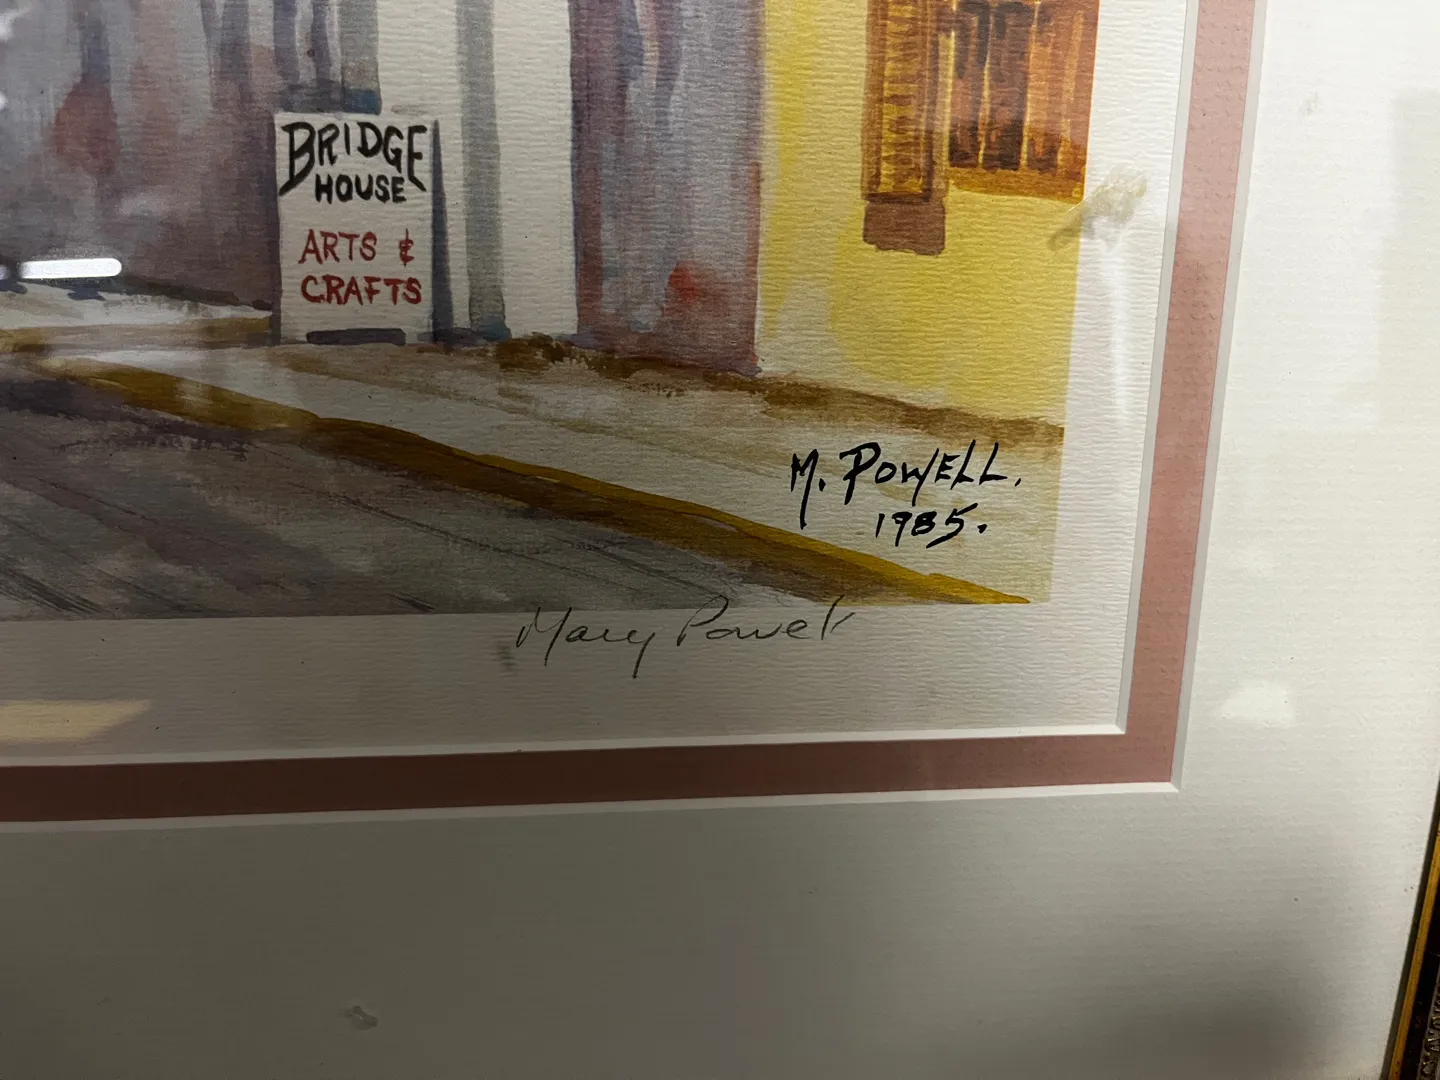 BRIDGE
HOUSE
ARTS &
CRAFTS
M. POWELL.
1985.
Mary Powell